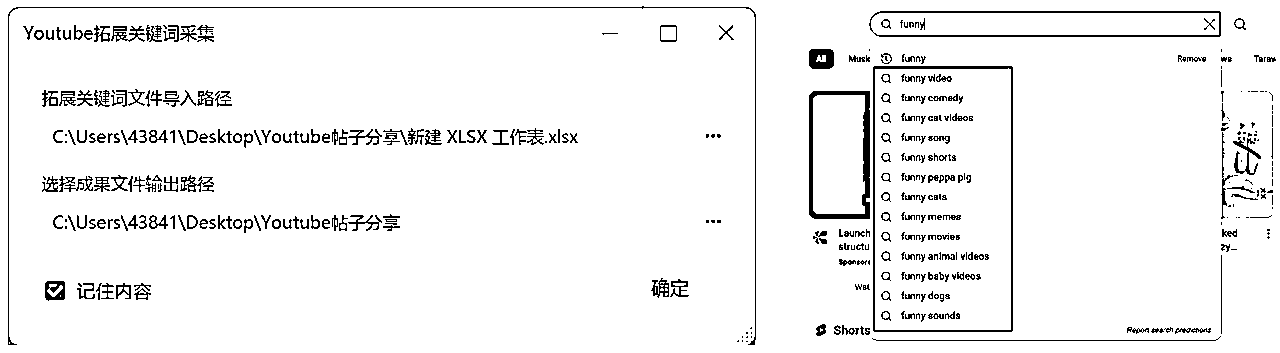 Youtube拓展关键词采集
拓展关键词文件导入路径
C:\Users\43841\Desktop\Youtube帖子分享\新建 XLSX 工作表.xlsx
选择成果文件输出路径
C:\Users\43841\Desktop\Youtube帖子分享
记住内容
确定
funny
All
Music
funny
Remove
funny video
funny comedy
funny cat videos
funny song
funny shorts
funny peppa pig
funny cats
funny memes
funny movies
funny animal videos
funny baby videos
funny dogs
funny sounds
Launch
structu
Sponsor
Wat
Shorts
Report search predictions